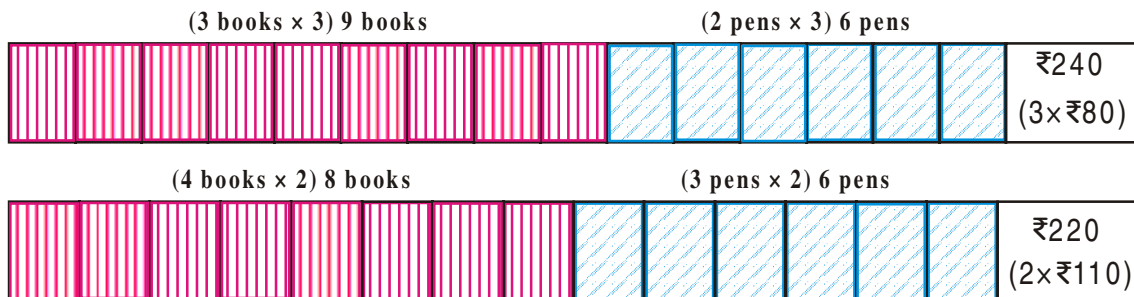 (3 books × 3) 9 books (2 pens × 3) 6 pens
₹240
(3×₹80)
(4 books × 2) 8 books (3 pens × 2) 6 pens
₹220
(2×₹110)